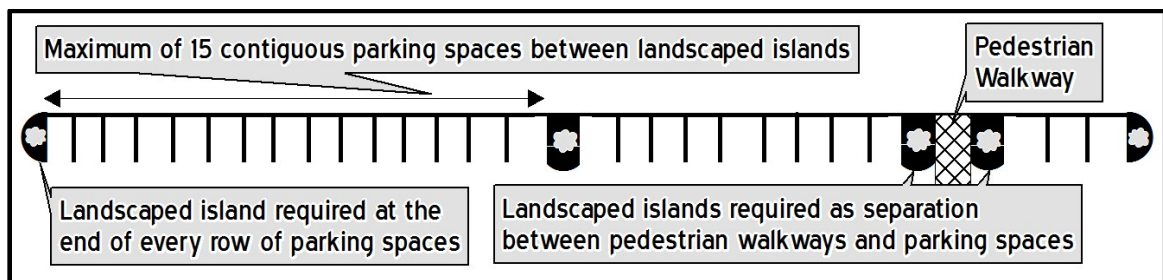 Maximum of 15 contiguous parking spaces between landscaped islands
Pedestrian
Walkway
Landscaped island required at the
end of every row of parking spaces
Landscaped islands required as separation
between pedestrian walkways and parking spaces